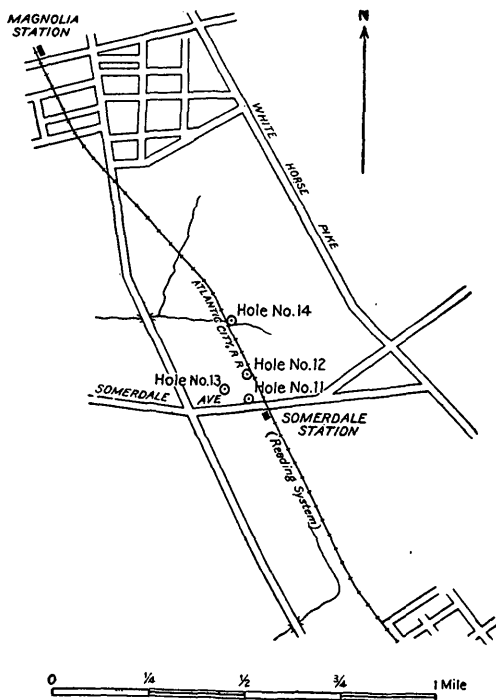 MAGNOLIA
STATION
N
WHITE
HORSE
PIKE
ATLANTIC CITY R R
Hole No.14
Hole No.12
Hole No.13
Hole No.11
SOMERDALE AVE
SOMERDALE
STATION
(Reading System)
0 ¼ ½ ¾ 1 Mile